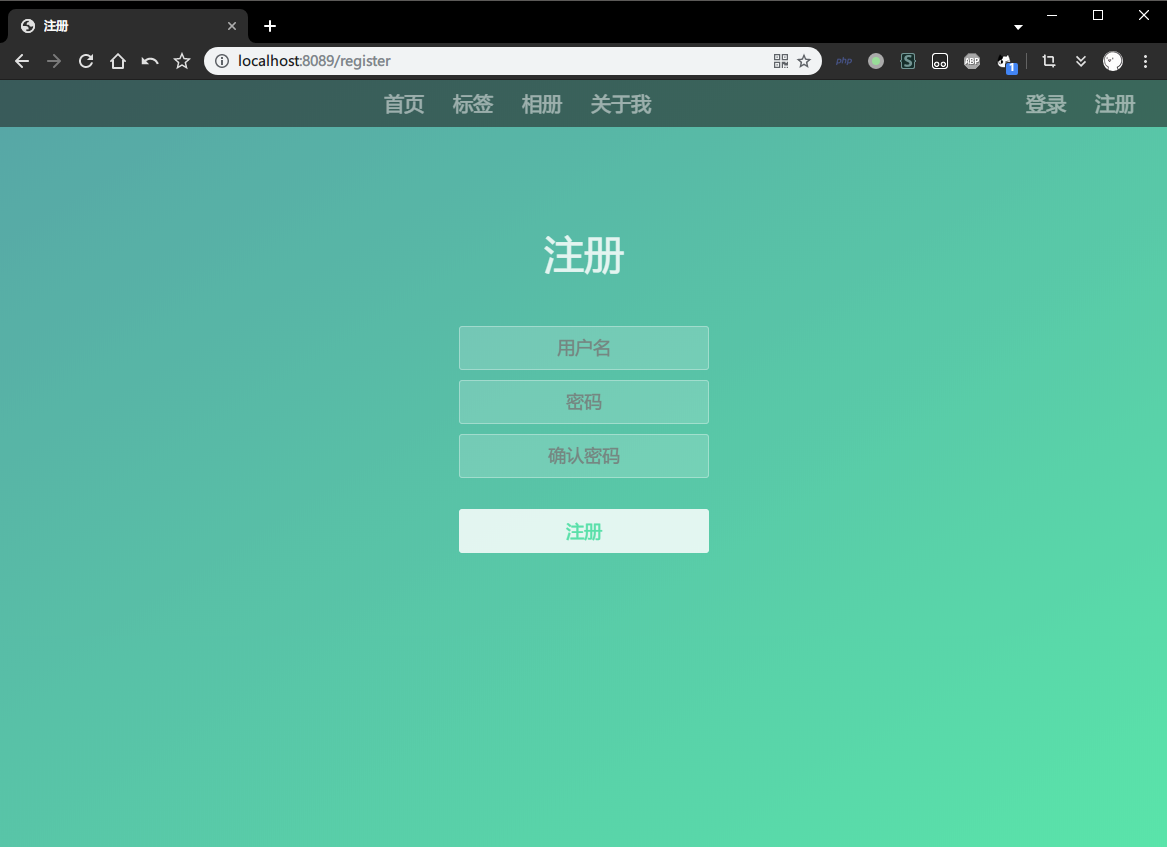 注册
localhost:8089/register
php
S
ABP
1
首页 标签 相册 关于我 登录 注册
注册
用户名
密码
确认密码
注册